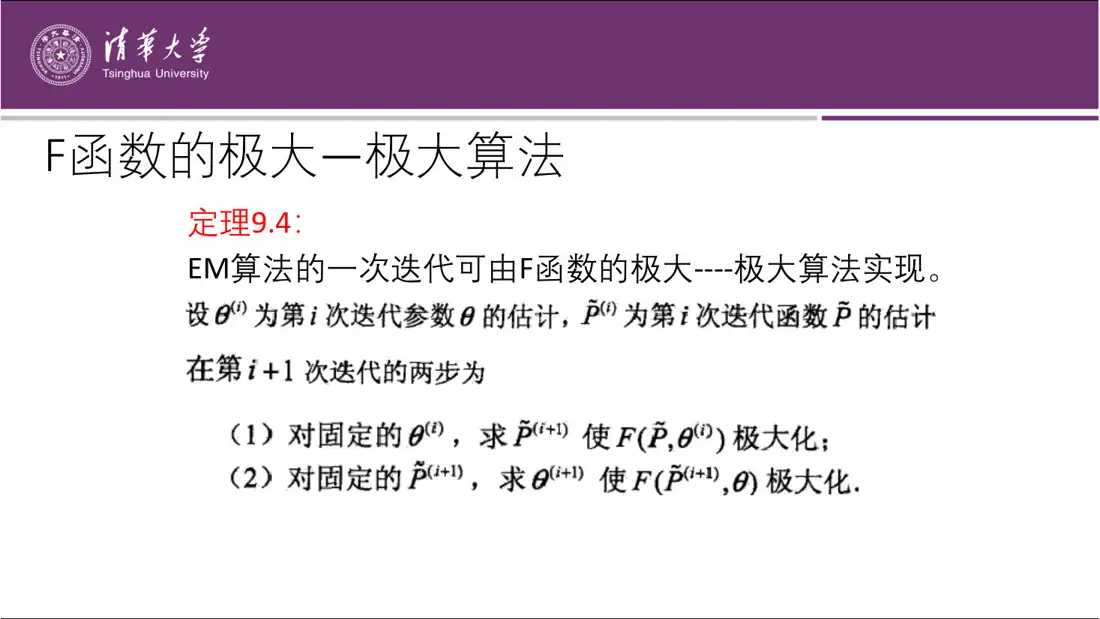 清华大学
Tsinghua University
F函数的极大—极大算法
定理9.4：
EM算法的一次迭代可由F函数的极大----极大算法实现。
设θ⁽ⁱ⁾为第i次迭代参数θ的估计，P̃⁽ⁱ⁾为第i次迭代函数P̃的估计
在第i+1次迭代的两步为
（1）对固定的θ⁽ⁱ⁾，求P̃⁽ⁱ⁺¹⁾使F(P̃,θ⁽ⁱ⁾)极大化；
（2）对固定的P̃⁽ⁱ⁺¹⁾，求θ⁽ⁱ⁺¹⁾使F(P̃⁽ⁱ⁺¹⁾,θ)极大化.